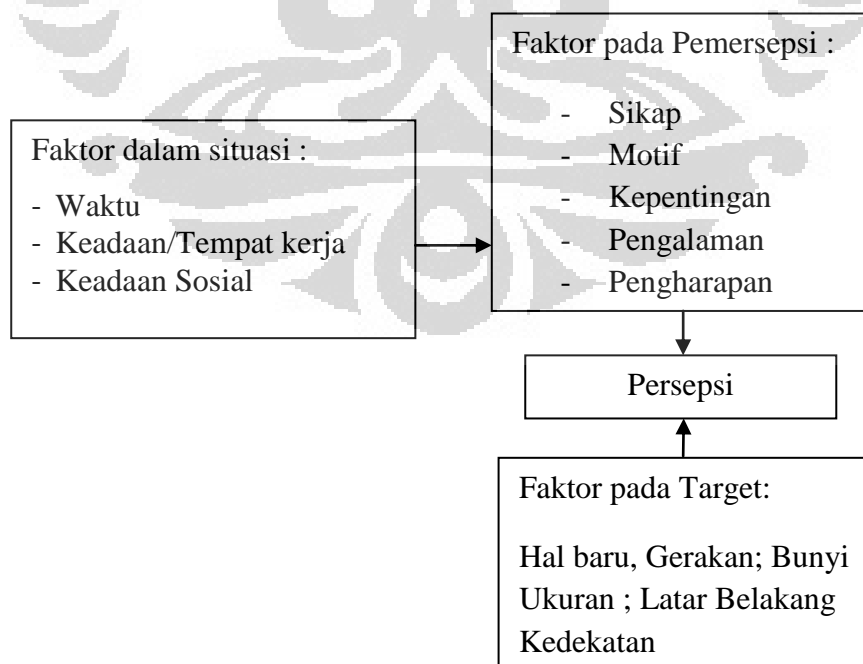 Faktor pada Pemersepsi :
- Sikap
- Motif
- Kepentingan
- Pengalaman
- Pengharapan
Faktor dalam situasi :
- Waktu
- Keadaan/Tempat kerja
- Keadaan Sosial
Persepsi
Faktor pada Target:
Hal baru, Gerakan; Bunyi
Ukuran ; Latar Belakang
Kedekatan